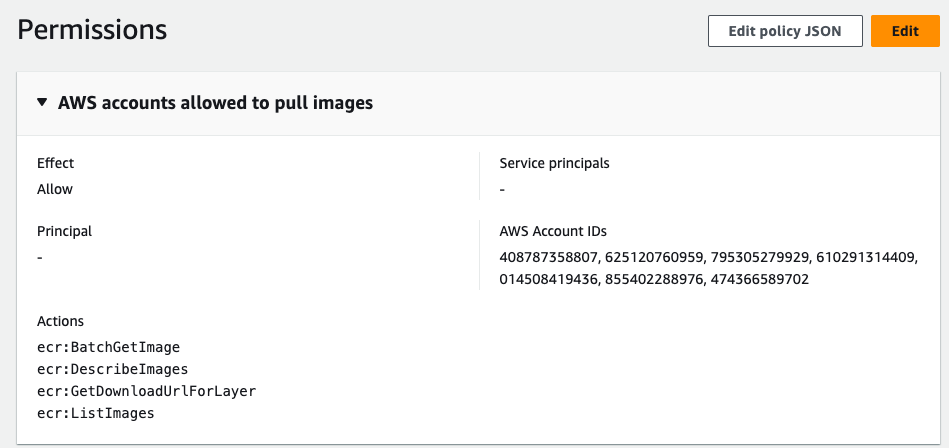 Permissions
Edit policy JSON
Edit
▼ AWS accounts allowed to pull images
Effect
Allow
Service principals
-
Principal
-
AWS Account IDs
408787358807, 625120760959, 795305279929, 610291314409,
014508419436, 855402288976, 474366589702
Actions
ecr:BatchGetImage
ecr:DescribeImages
ecr:GetDownloadUrlForLayer
ecr:ListImages